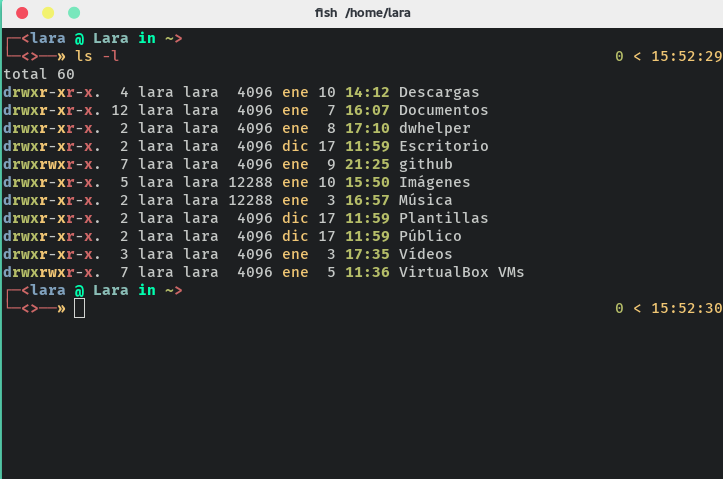 fish /home/lara
┌─<lara @ Lara in ~>
└─<>──» ls -l 0 < 15:52:29
total 60
drwxr-xr-x.  4 lara lara  4096 ene 10 14:12 Descargas
drwxr-xr-x. 12 lara lara  4096 ene  7 16:07 Documentos
drwxr-xr-x.  2 lara lara  4096 ene  8 17:10 dwhelper
drwxr-xr-x.  2 lara lara  4096 dic 17 11:59 Escritorio
drwxrwxr-x.  7 lara lara  4096 ene  9 21:25 github
drwxr-xr-x.  5 lara lara 12288 ene 10 15:50 Imágenes
drwxr-xr-x.  2 lara lara 12288 ene  3 16:57 Música
drwxr-xr-x.  2 lara lara  4096 dic 17 11:59 Plantillas
drwxr-xr-x.  2 lara lara  4096 dic 17 11:59 Público
drwxr-xr-x.  3 lara lara  4096 ene  3 17:35 Vídeos
drwxrwxr-x.  7 lara lara  4096 ene  5 11:36 VirtualBox VMs
┌─<lara @ Lara in ~>
└─<>──» 0 < 15:52:30